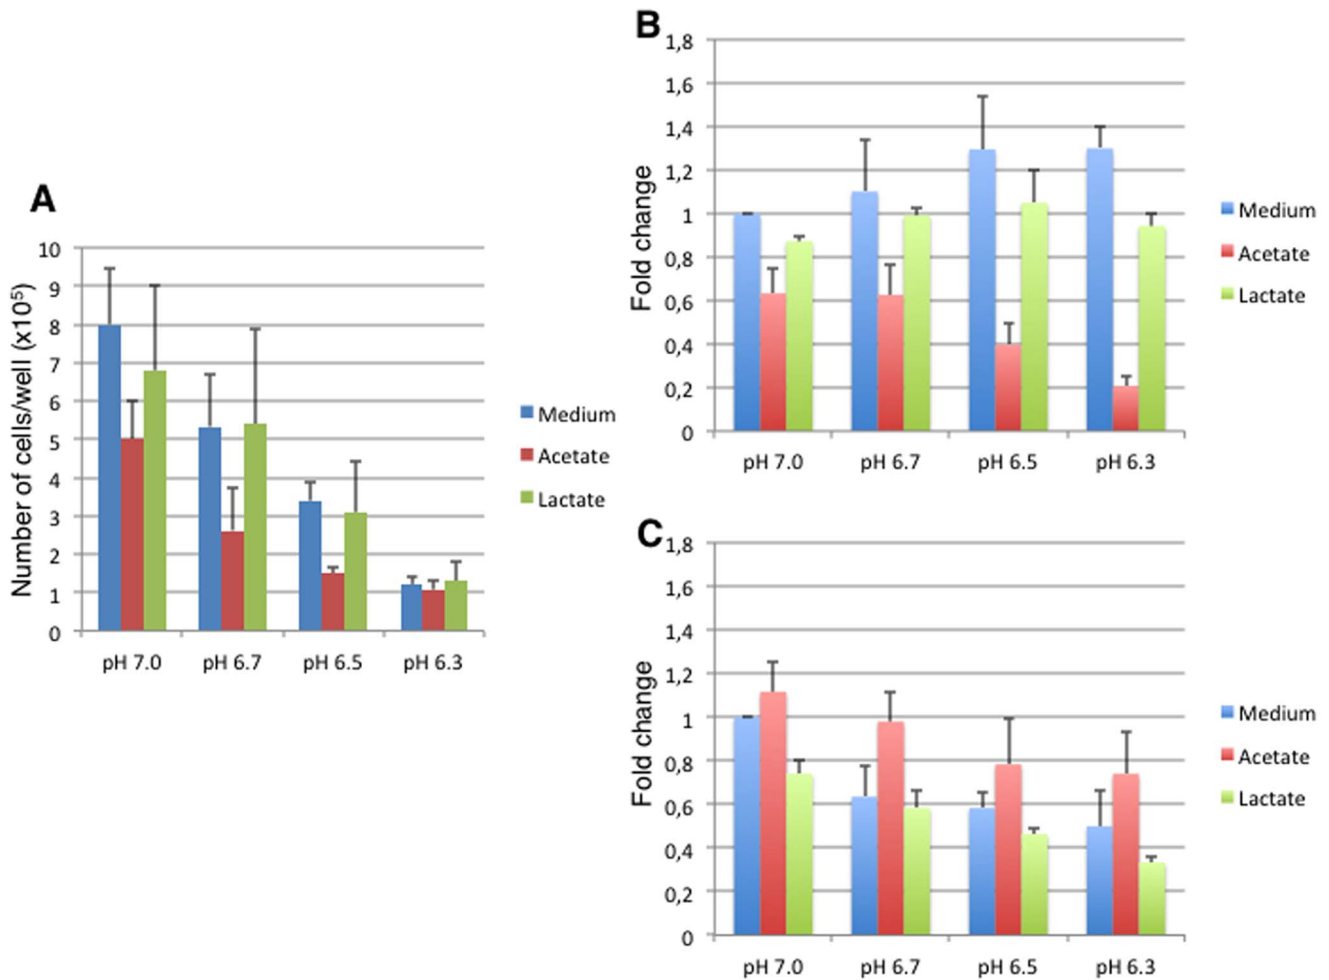 A
Number of cells/well (x10⁵)
10
9
8
7
6
5
4
3
2
1
0
pH 7.0 pH 6.7 pH 6.5 pH 6.3
Medium
Acetate
Lactate
B
Fold change
1,8
1,6
1,4
1,2
1
0,8
0,6
0,4
0,2
0
pH 7.0 pH 6.7 pH 6.5 pH 6.3
Medium
Acetate
Lactate
C
Fold change
1,8
1,6
1,4
1,2
1
0,8
0,6
0,4
0,2
0
pH 7.0 pH 6.7 pH 6.5 pH 6.3
Medium
Acetate
Lactate